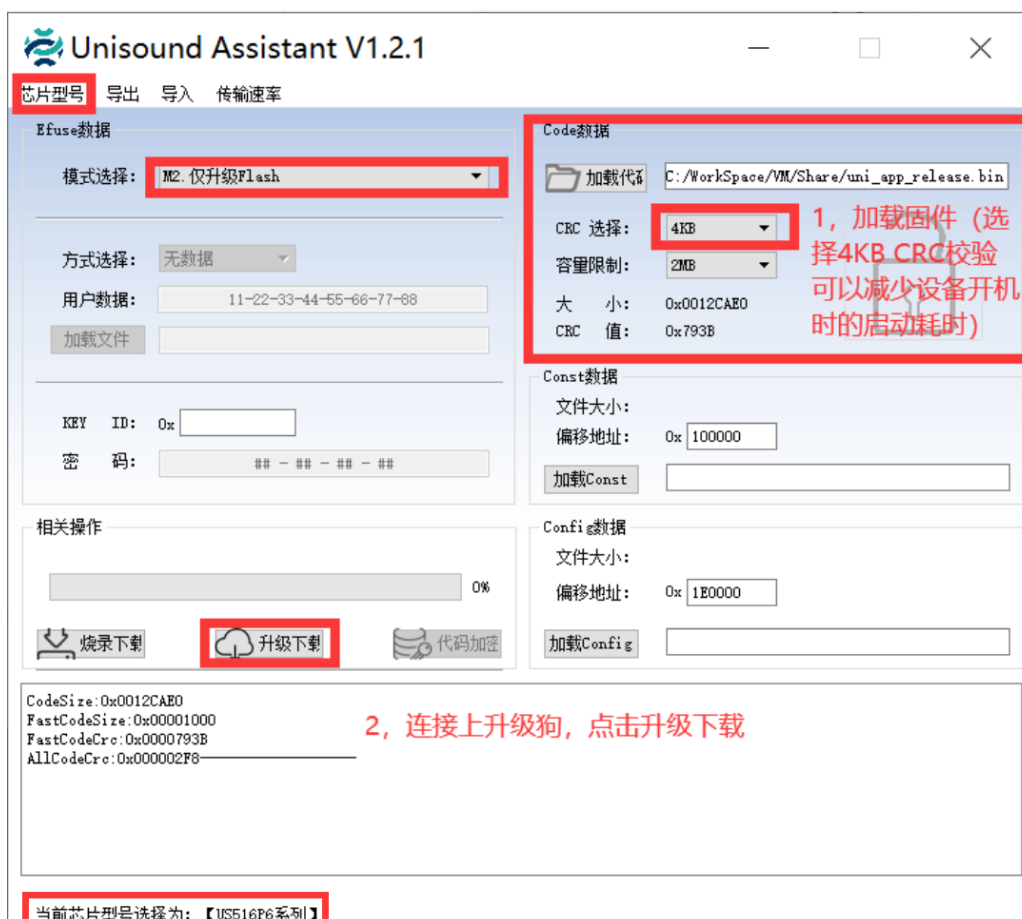 Unisound Assistant V1.2.1
芯片型号 导出 导入 传输速率
Efuse数据
模式选择: M2.仅升级Flash
方式选择: 无数据
用户数据: 11-22-33-44-55-66-77-88
加载文件
KEY ID: 0x
密 码: ## - ## - ## - ##
Code数据
加载代码 C:/WorkSpace/VM/Share/uni_app_release.bin
CRC 选择: 4KB
容量限制: 2MB
大 小: 0x0012CAE0
CRC 值: 0x793B
1，加载固件（选
择4KB CRC校验
可以减少设备开机
时的启动耗时）
Const数据
文件大小:
偏移地址: 0x 100000
加载Const
相关操作
0%
烧录下载 升级下载 代码加密
Config数据
文件大小:
偏移地址: 0x 1E0000
加载Config
CodeSize:0x0012CAE0
FastCodeSize:0x00001000
FastCodeCrc:0x0000793B
AllCodeCrc:0x000002F8
2，连接上升级狗，点击升级下载
当前芯片型号选择为: 【US516P6系列】